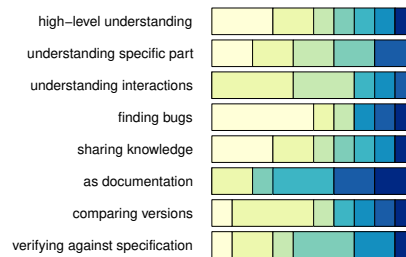 high−level understanding
understanding specific part
understanding interactions
finding bugs
sharing knowledge
as documentation
comparing versions
verifying against specification